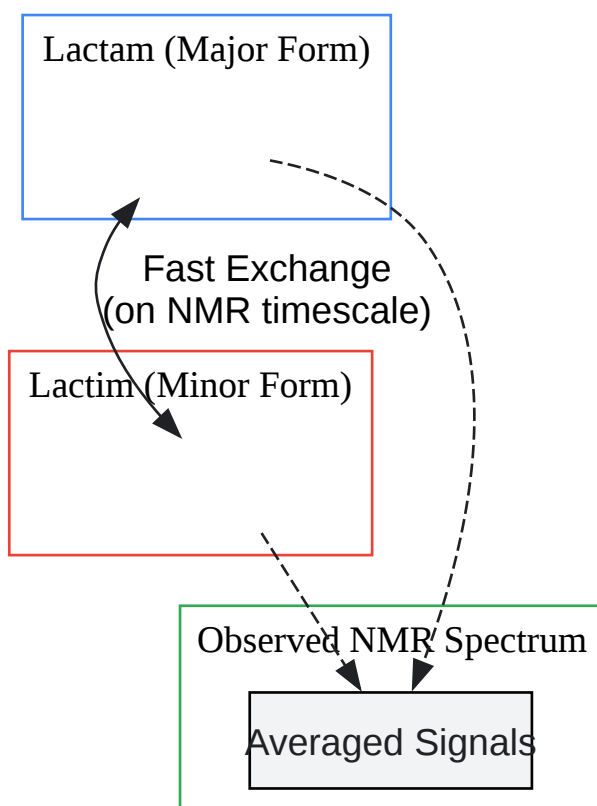 Lactam (Major Form)
Fast Exchange
(on NMR timescale)
Lactim (Minor Form)
Observed NMR Spectrum
Averaged Signals